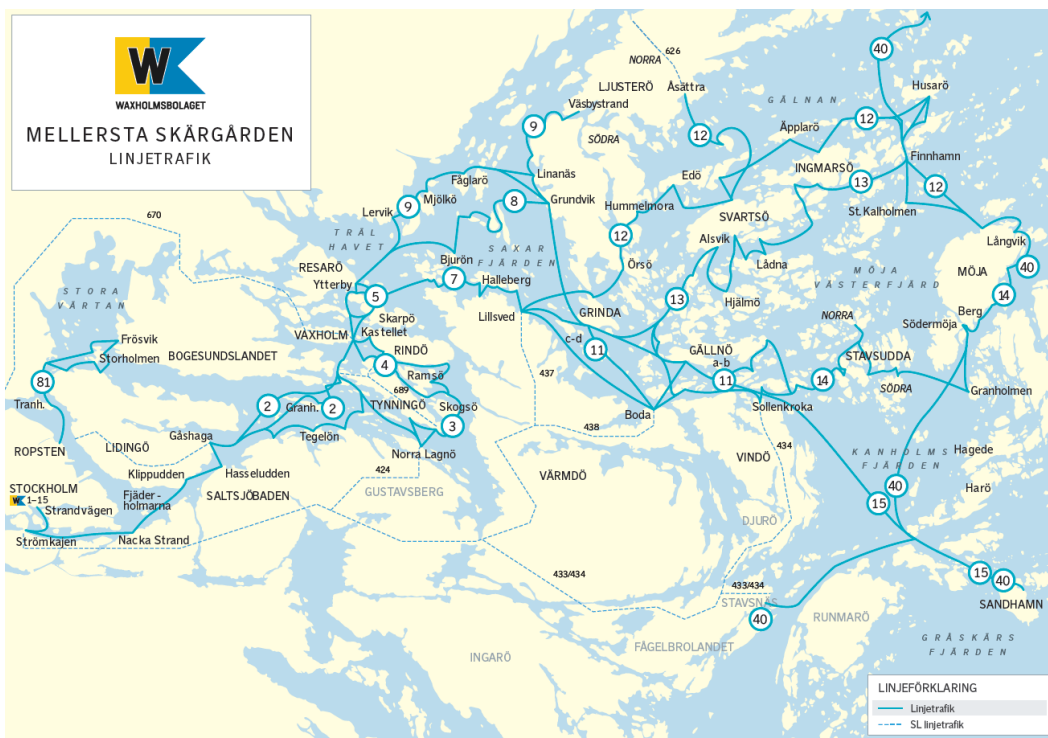 W
WAXHOLMSBOLAGET
MELLERSTA SKÄRGÅRDEN
LINJETRAFIK
626
NORRA
LJUSTERÖ
Åsättra
Väsbystrand
40
Husarö
GÄLNAN
9
12
SÖDRA
Äpplarö
12
Linanäs
Finnhamn
Fåglarö
INGMARSÖ
Edö
13
12
Mjölkö
8
Grundvik
Hummelmora
9
Lervik
SVARTSÖ
St. Kalholmen
670
TRÄL
HAVET
12
Alsvik
Långvik
SAXAR
FJÄRDEN
Bjurön
Örsö
Lådna
MÖJA
VÄSTERFJÄRD
MÖJA
40
RESARÖ
Ytterby
7
Halleberg
5
13
Hjälmö
14
STORA
VÄRTAN
Skarpö
Lillsved
GRINDA
NORRA
Berg
Södermöja
VAXHOLM
Kastellet
c-d
Frösvik
Storholmen
BOGESUNDSLANDET
RINDÖ
11
GÄLLNÖ
a-b
STAVSUDDA
4
Ramsö
437
11
14
81
689
SÖDRA
Granholmen
Tranh.
2
Granh.
2
TYNNINGÖ
Skogsö
Boda
Sollenkroka
3
Tegelön
438
434
Gåshaga
ROPSTEN
LIDINGÖ
Norra Lagnö
Hagede
KANHOLMS
FJÄRDEN
VINDÖ
Klippudden
Hasseludden
424
VÄRMDÖ
STOCKHOLM
W 1–15
GUSTAVSBERG
Harö
40
Fjäder-
holmarna
SALTSJÖBADEN
15
Strandvägen
DJURÖ
Strömkajen
Nacka Strand
433/434
433/434
15
40
STAVSNÄS
SANDHAMN
40
RUNMARÖ
FÅGELBROLANDET
GRÅSKÄRS
FJÄRDEN
INGARÖ
LINJEFÖRKLARING
Linjetrafik
SL linjetrafik